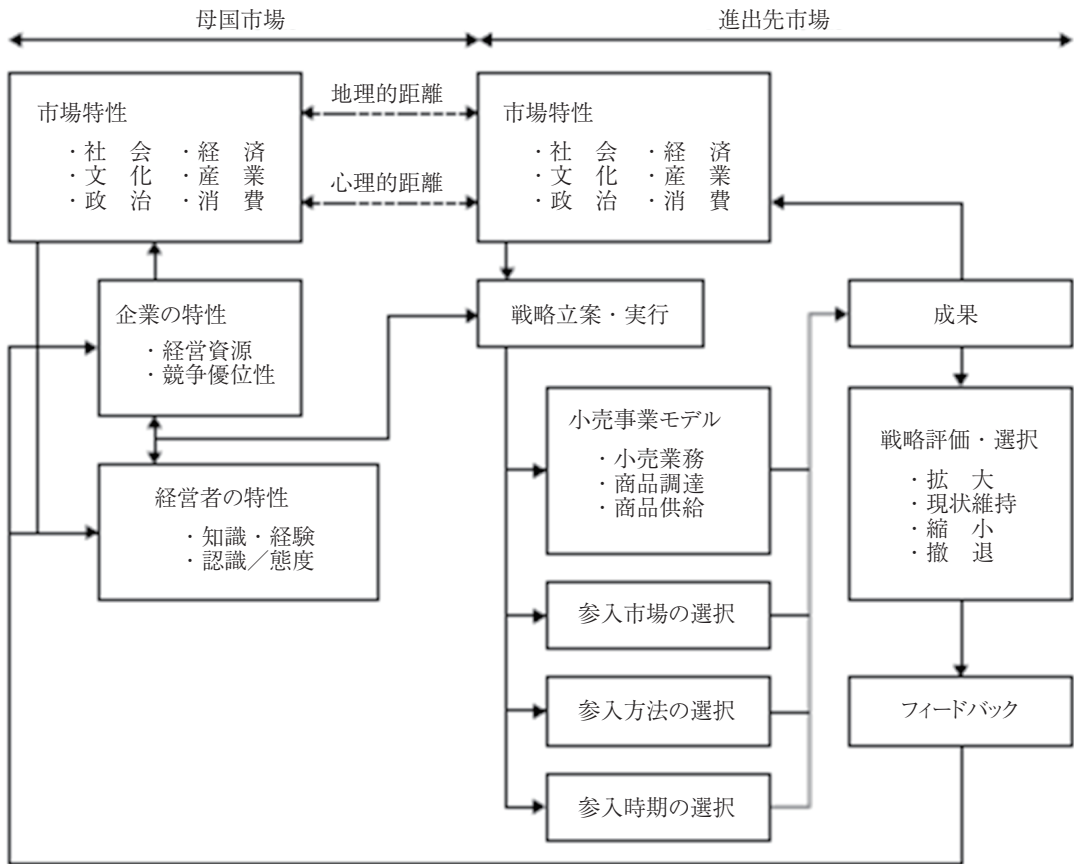 母国市場
進出先市場
市場特性
・社　会　・経　済
・文　化　・産　業
・政　治　・消　費
地理的距離
心理的距離
市場特性
・社　会　・経　済
・文　化　・産　業
・政　治　・消　費
企業の特性
・経営資源
・競争優位性
経営者の特性
・知識・経験
・認識／態度
戦略立案・実行
小売事業モデル
・小売業務
・商品調達
・商品供給
参入市場の選択
参入方法の選択
参入時期の選択
成果
戦略評価・選択
・拡　大
・現状維持
・縮　小
・撤　退
フィードバック